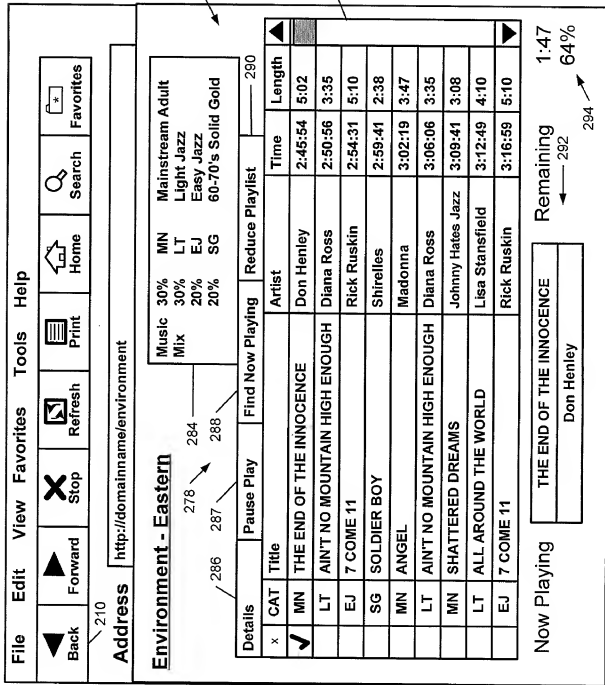 File Edit View Favorites Tools Help
Back Forward Stop Refresh Print Home Search Favorites
210
Address http://domainname/environment
Environment - Eastern
Music Mix
30% MN Mainstream Adult
30% LT Light Jazz
20% EJ Easy Jazz
20% SG 60-70's Solid Gold
278
284
286
287
288
290
Details Pause Play Find Now Playing Reduce Playlist
× CAT Title Artist Time Length
MN THE END OF THE INNOCENCE Don Henley 2:45:54 5:02
LT AIN'T NO MOUNTAIN HIGH ENOUGH Diana Ross 2:50:56 3:35
EJ 7 COME 11 Rick Ruskin 2:54:31 5:10
SG SOLDIER BOY Shirelles 2:59:41 2:38
MN ANGEL Madonna 3:02:19 3:47
LT AIN'T NO MOUNTAIN HIGH ENOUGH Diana Ross 3:06:06 3:35
MN SHATTERED DREAMS Johnny Hates Jazz 3:09:41 3:08
LT ALL AROUND THE WORLD Lisa Stansfield 3:12:49 4:10
EJ 7 COME 11 Rick Ruskin 3:16:59 5:10
Now Playing THE END OF THE INNOCENCE Remaining 1:47
Don Henley 292 64%
294